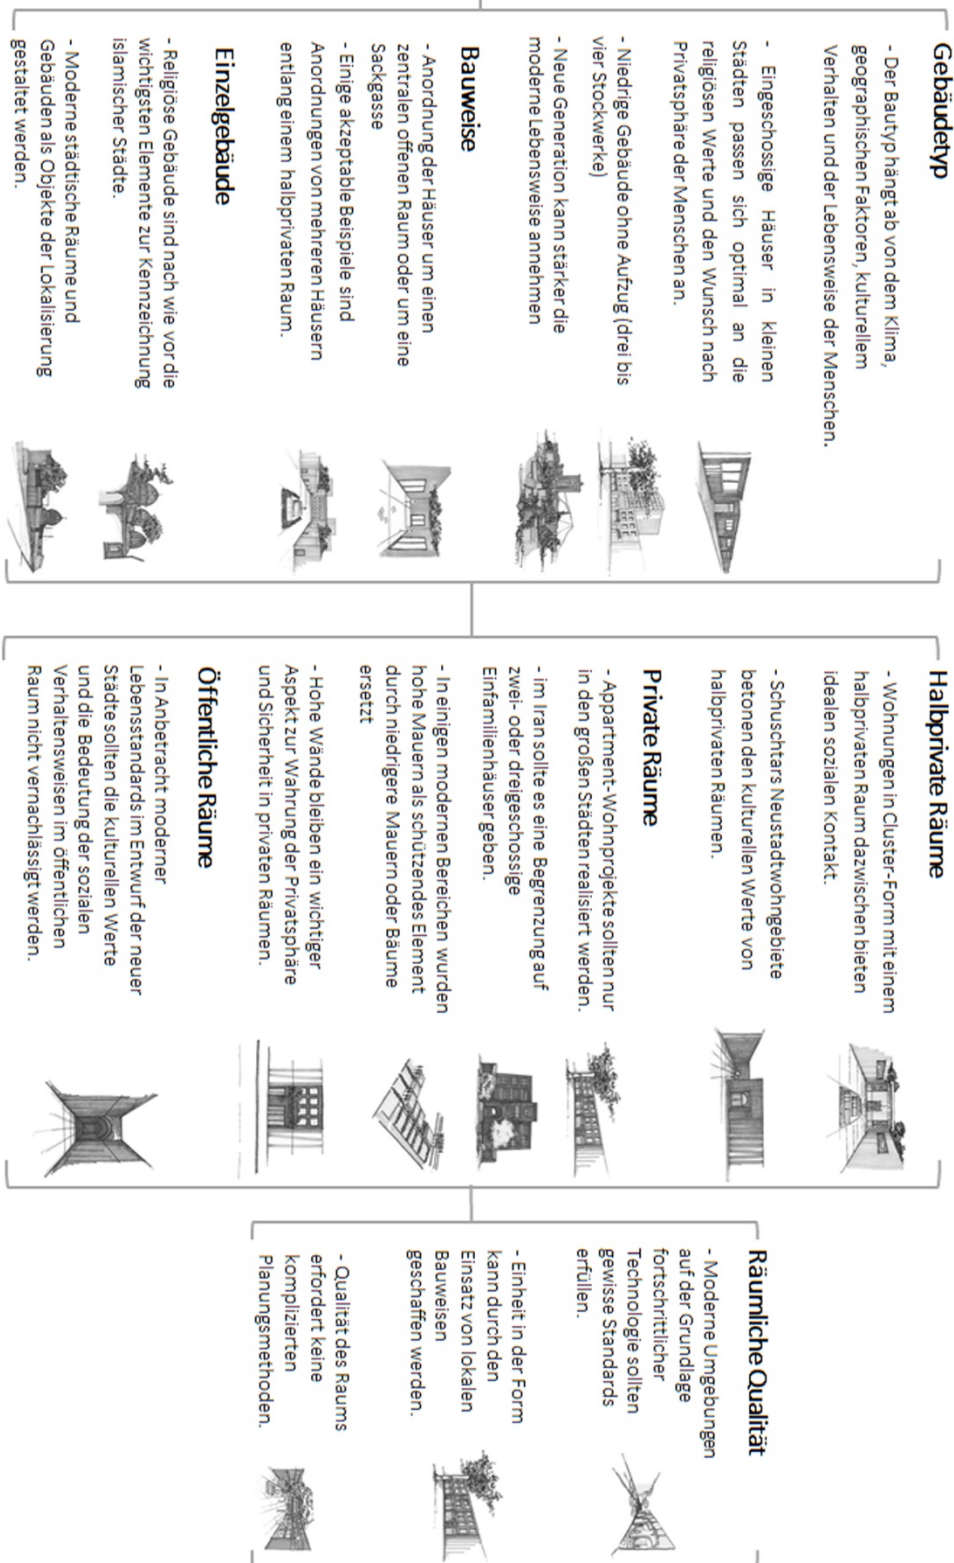 Gebäudetyp
- Der Bautyp hängt ab von dem Klima,
geographischen Faktoren, kulturellem
Verhalten und der Lebensweise der Menschen.
- Eingeschossige Häuser in kleinen
Städten passen sich optimal an die
religiösen Werte und den Wunsch nach
Privatsphäre der Menschen an.
- Niedrige Gebäude ohne Aufzug (drei bis
vier Stockwerke)
- Neue Generation kann stärker die
moderne Lebensweise annehmen
Bauweise
- Anordnung der Häuser um einen
zentralen offenen Raum oder um eine
Sackgasse
- Einige akzeptable Beispiele sind
Anordnungen von mehreren Häusern
entlang einem halbprivaten Raum.
Einzelgebäude
- Religiöse Gebäude sind nach wie vor die
wichtigsten Elemente zur Kennzeichnung
islamischer Städte.
- Moderne städtische Räume und
Gebäuden als Objekte der Lokalisierung
gestaltet werden.
Halbprivate Räume
- Wohnungen in Cluster-Form mit einem
halbprivaten Raum dazwischen bieten
idealen sozialen Kontakt.
- Schuschtars Neustadtwohngebiete
betonen den kulturellen Werte von
halbprivaten Räumen.
Private Räume
- Appartment-Wohnprojekte sollten nur
in den großen Städten realisiert werden.
- im Iran sollte es eine Begrenzung auf
zwei- oder dreigeschossige
Einfamilienhäuser geben.
- In einigen modernen Bereichen wurden
hohe Mauern als schützendes Element
durch niedrigere Mauern oder Bäume
ersetzt
- Hohe Wände bleiben ein wichtiger
Aspekt zur Wahrung der Privatsphäre
und Sicherheit in privaten Räumen.
Öffentliche Räume
- In Anbetracht moderner
Lebensstandards im Entwurf der neuer
Städte sollten die kulturellen Werte
und die Bedeutung der sozialen
Verhaltensweisen im öffentlichen
Raum nicht vernachlässigt werden.
Räumliche Qualität
- Moderne Umgebungen
auf der Grundlage
fortschrittlicher
Technologie sollten
gewisse Standards
erfüllen.
- Einheit in der Form
kann durch den
Einsatz von lokalen
Bauweisen
geschaffen werden.
- Qualität des Raums
erfordert keine
komplizierten
Planungsmethoden.